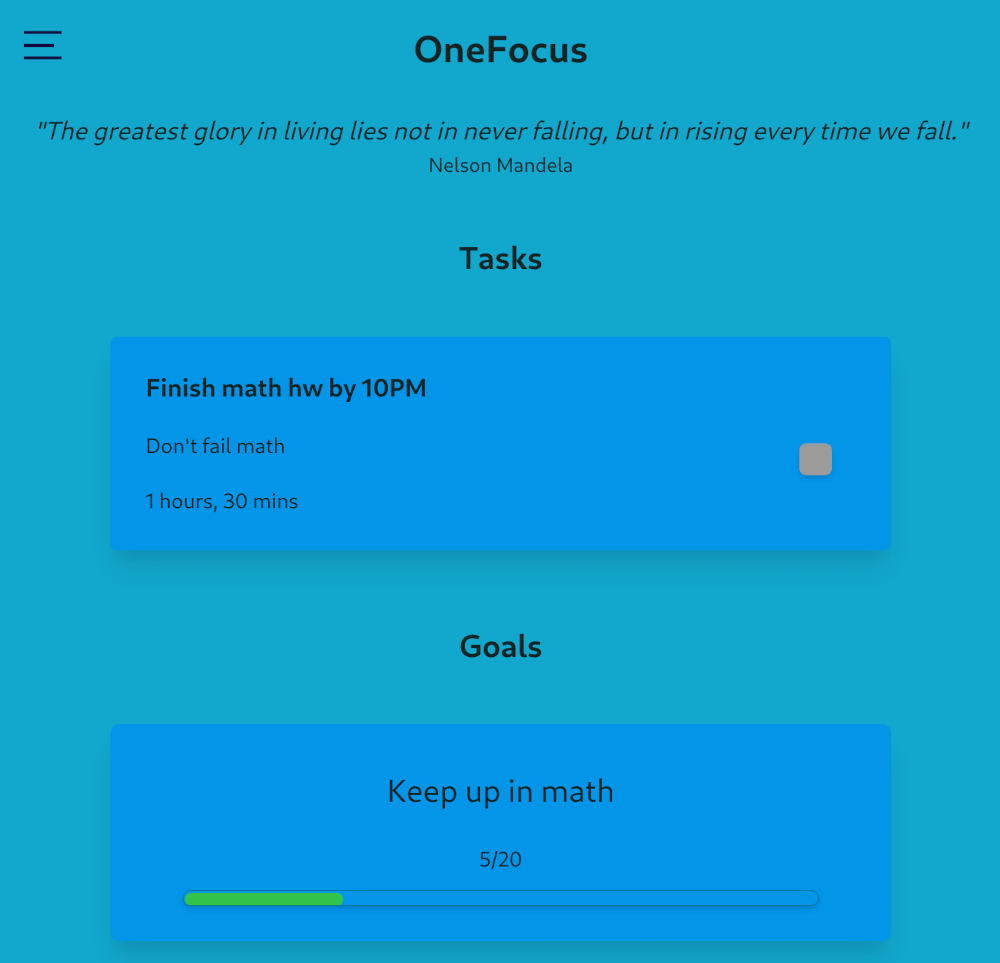 OneFocus
"The greatest glory in living lies not in never falling, but in rising every time we fall."
Nelson Mandela
Tasks
Finish math hw by 10PM
Don't fail math
1 hours, 30 mins
Goals
Keep up in math
5/20